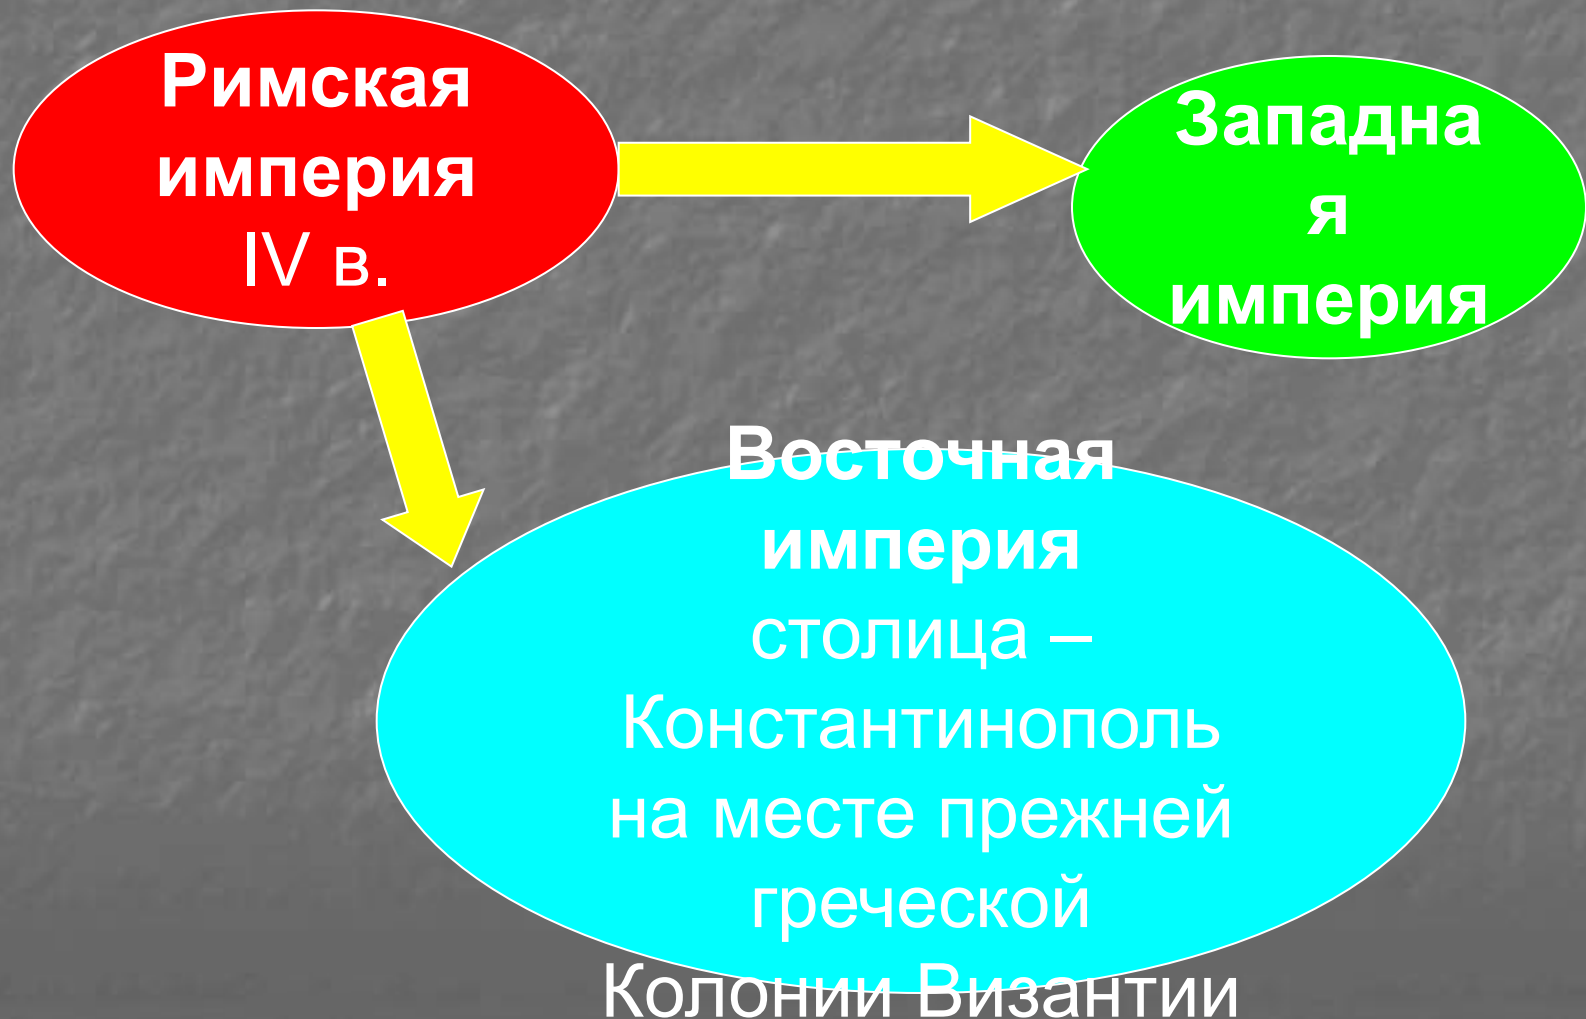 Римская
империя
IV в.
Западна
я
империя
Восточная
империя
столица –
Константинополь
на месте прежней
греческой
Колонии Византии